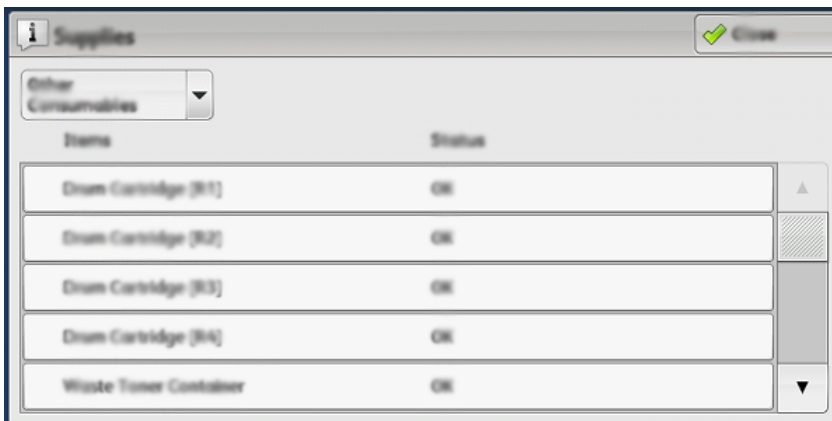 Supplies
Close
Other
Consumables
Items Status
Drum Cartridge [R1] OK
Drum Cartridge [R2] OK
Drum Cartridge [R3] OK
Drum Cartridge [R4] OK
Waste Toner Container OK